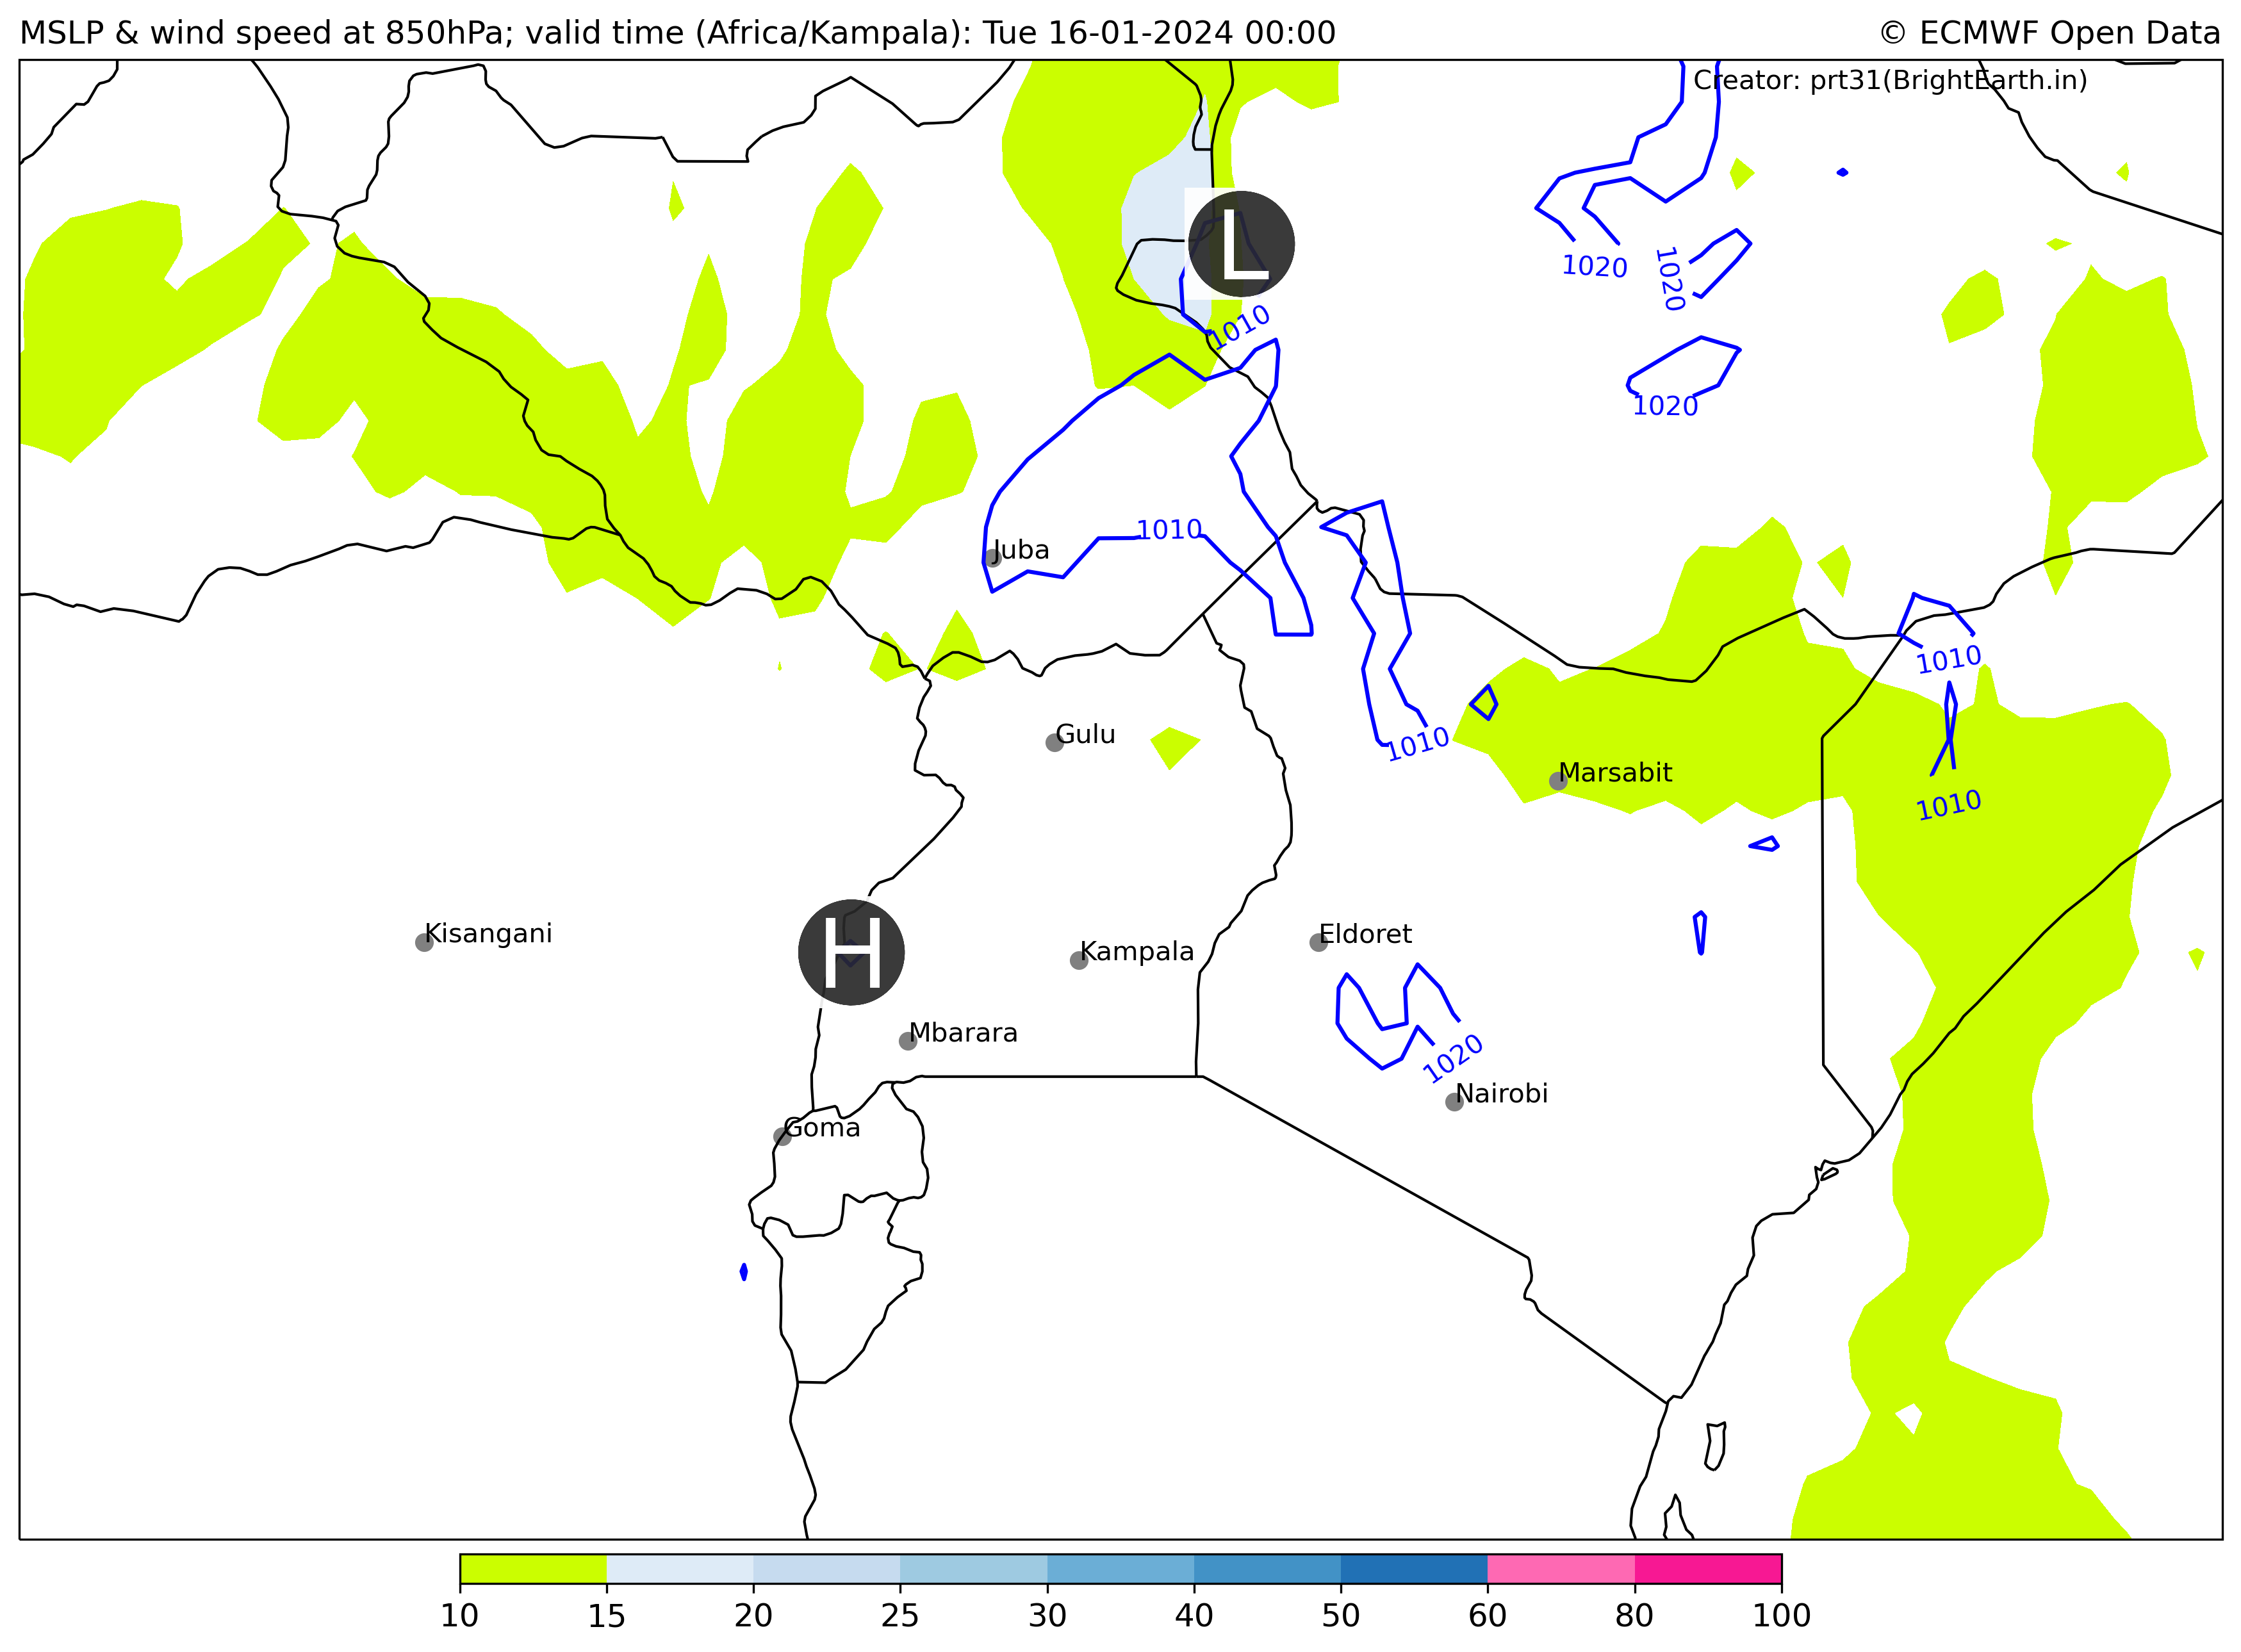 MSLP & wind speed at 850hPa; valid time (Africa/Kampala): Tue 16-01-2024 00:00
© ECMWF Open Data
Creator: prt31(BrightEarth.in)
L
1020
1020
1010
1020
1010
Juba
1010
Gulu
1010
Marsabit
1010
Kisangani
H
Kampala
Eldoret
Mbarara
1020
Nairobi
Goma
10 15 20 25 30 40 50 60 80 100